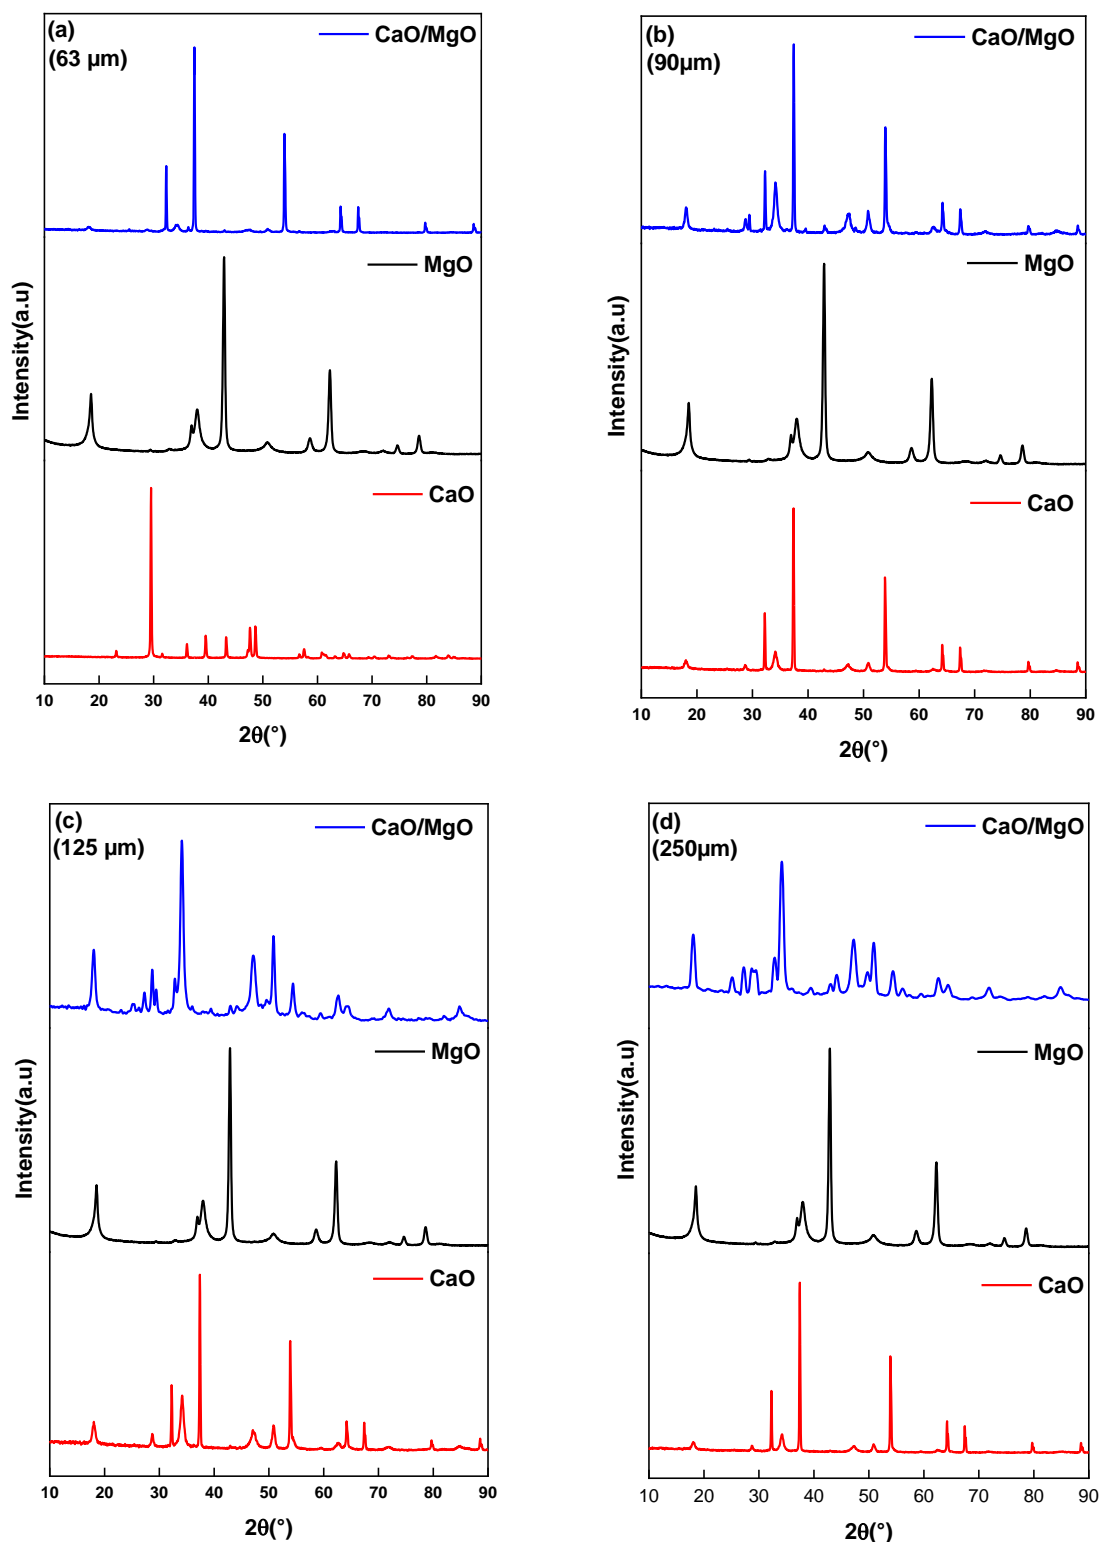 (a)
(63 µm)
CaO/MgO
MgO
CaO
Intensity(a.u)
10 20 30 40 50 60 70 80 90
2θ(°)
(b)
(90µm)
CaO/MgO
MgO
CaO
Intensity(a.u)
10 20 30 40 50 60 70 80 90
2θ(°)
(c)
(125 µm)
CaO/MgO
MgO
CaO
Intensity(a.u)
10 20 30 40 50 60 70 80 90
2θ(°)
(d)
(250µm)
CaO/MgO
MgO
CaO
Intensity(a.u)
10 20 30 40 50 60 70 80 90
2θ(°)